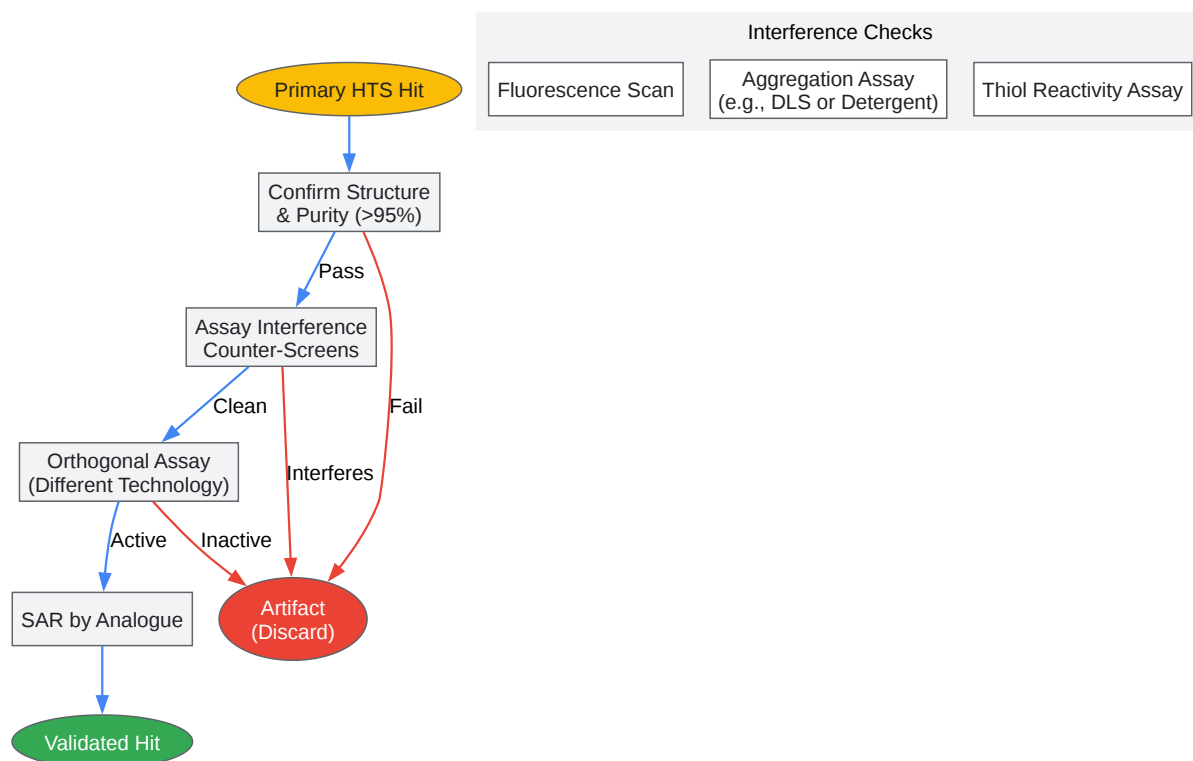 Interference Checks
Primary HTS Hit
Fluorescence Scan
Aggregation Assay
(e.g., DLS or Detergent)
Thiol Reactivity Assay
Confirm Structure
& Purity (>95%)
Pass
Assay Interference
Counter-Screens
Clean
Fail
Orthogonal Assay
(Different Technology)
Interferes
Active
Inactive
SAR by Analogue
Artifact
(Discard)
Validated Hit